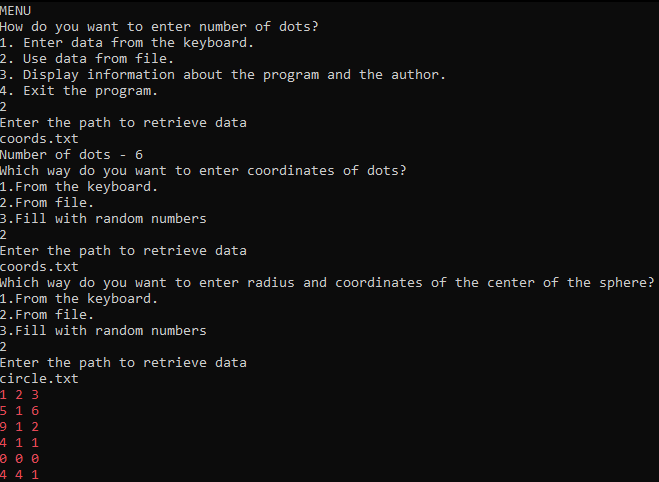 MENU
How do you want to enter number of dots?
1. Enter data from the keyboard.
2. Use data from file.
3. Display information about the program and the author.
4. Exit the program.
2
Enter the path to retrieve data
coords.txt
Number of dots - 6
Which way do you want to enter coordinates of dots?
1.From the keyboard.
2.From file.
3.Fill with random numbers
2
Enter the path to retrieve data
coords.txt
Which way do you want to enter radius and coordinates of the center of the sphere?
1.From the keyboard.
2.From file.
3.Fill with random numbers
2
Enter the path to retrieve data
circle.txt
1 2 3
5 1 6
9 1 2
4 1 1
0 0 0
4 4 1